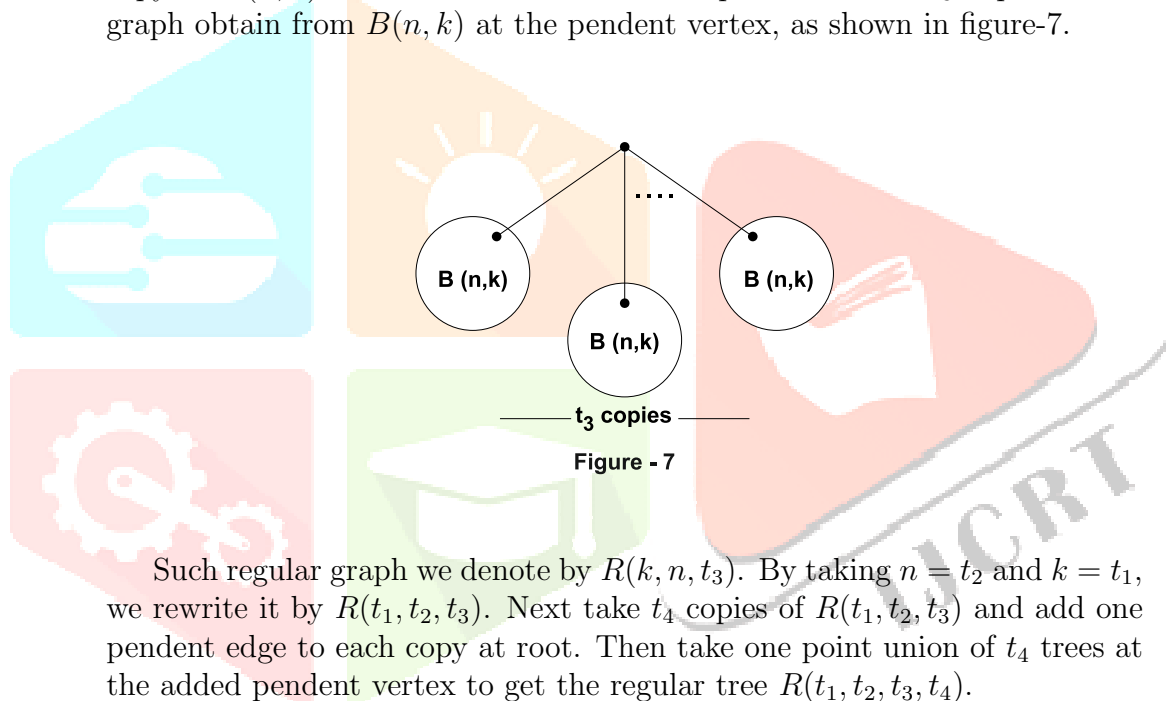 graph obtain from B(n, k) at the pendent vertex, as shown in figure-7.
....
B (n,k)
B (n,k)
B (n,k)
t₃ copies
Figure - 7
IJCRT
Such regular graph we denote by R(k, n, t₃). By taking n = t₂ and k = t₁,
we rewrite it by R(t₁, t₂, t₃). Next take t₄ copies of R(t₁, t₂, t₃) and add one
pendent edge to each copy at root. Then take one point union of t₄ trees at
the added pendent vertex to get the regular tree R(t₁, t₂, t₃, t₄).